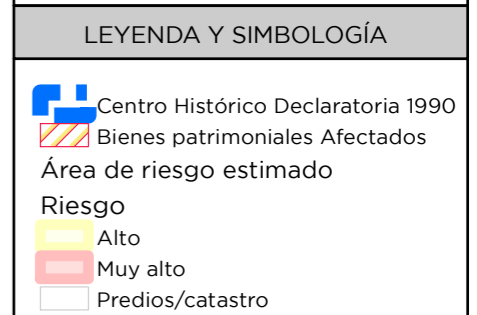 LEYENDA Y SIMBOLOGÍA
Centro Histórico Declaratoria 1990
Bienes patrimoniales Afectados
Área de riesgo estimado
Riesgo
Alto
Muy alto
Predios/catastro